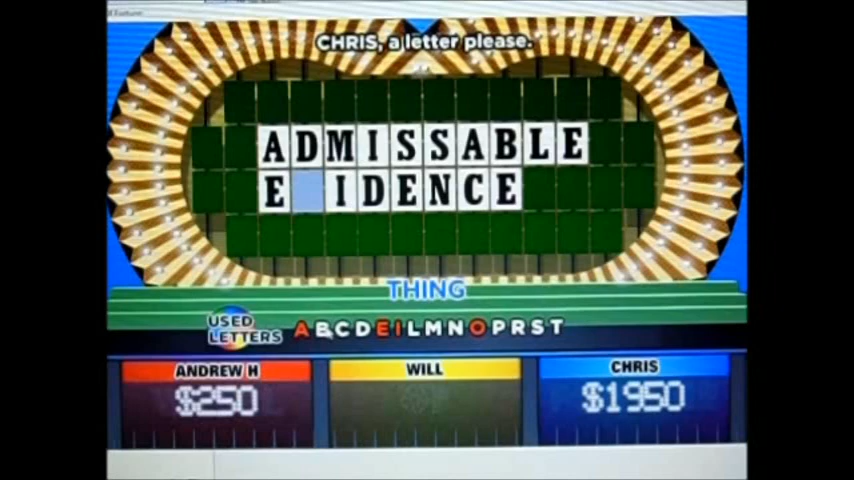 CHRIS, a letter please.
ADMISSABLE
E IDENCE
THING
USED
LETTERS
ABCDEILMNOPRST
ANDREW H
WILL
CHRIS
$250
$1950